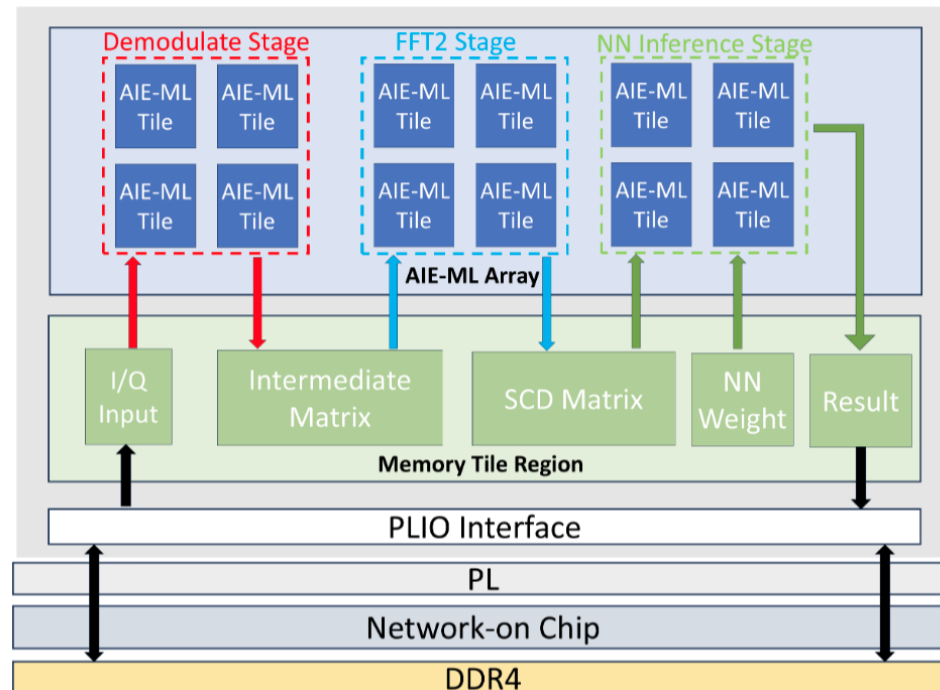 Demodulate Stage
FFT2 Stage
NN Inference Stage
AIE-ML
Tile
AIE-ML
Tile
AIE-ML
Tile
AIE-ML
Tile
AIE-ML
Tile
AIE-ML
Tile
AIE-ML
Tile
AIE-ML
Tile
AIE-ML
Tile
AIE-ML
Tile
AIE-ML
Tile
AIE-ML
Tile
AIE-ML Array
I/Q
Input
Intermediate
Matrix
SCD Matrix
NN
Weight
Result
Memory Tile Region
PLIO Interface
PL
Network-on Chip
DDR4